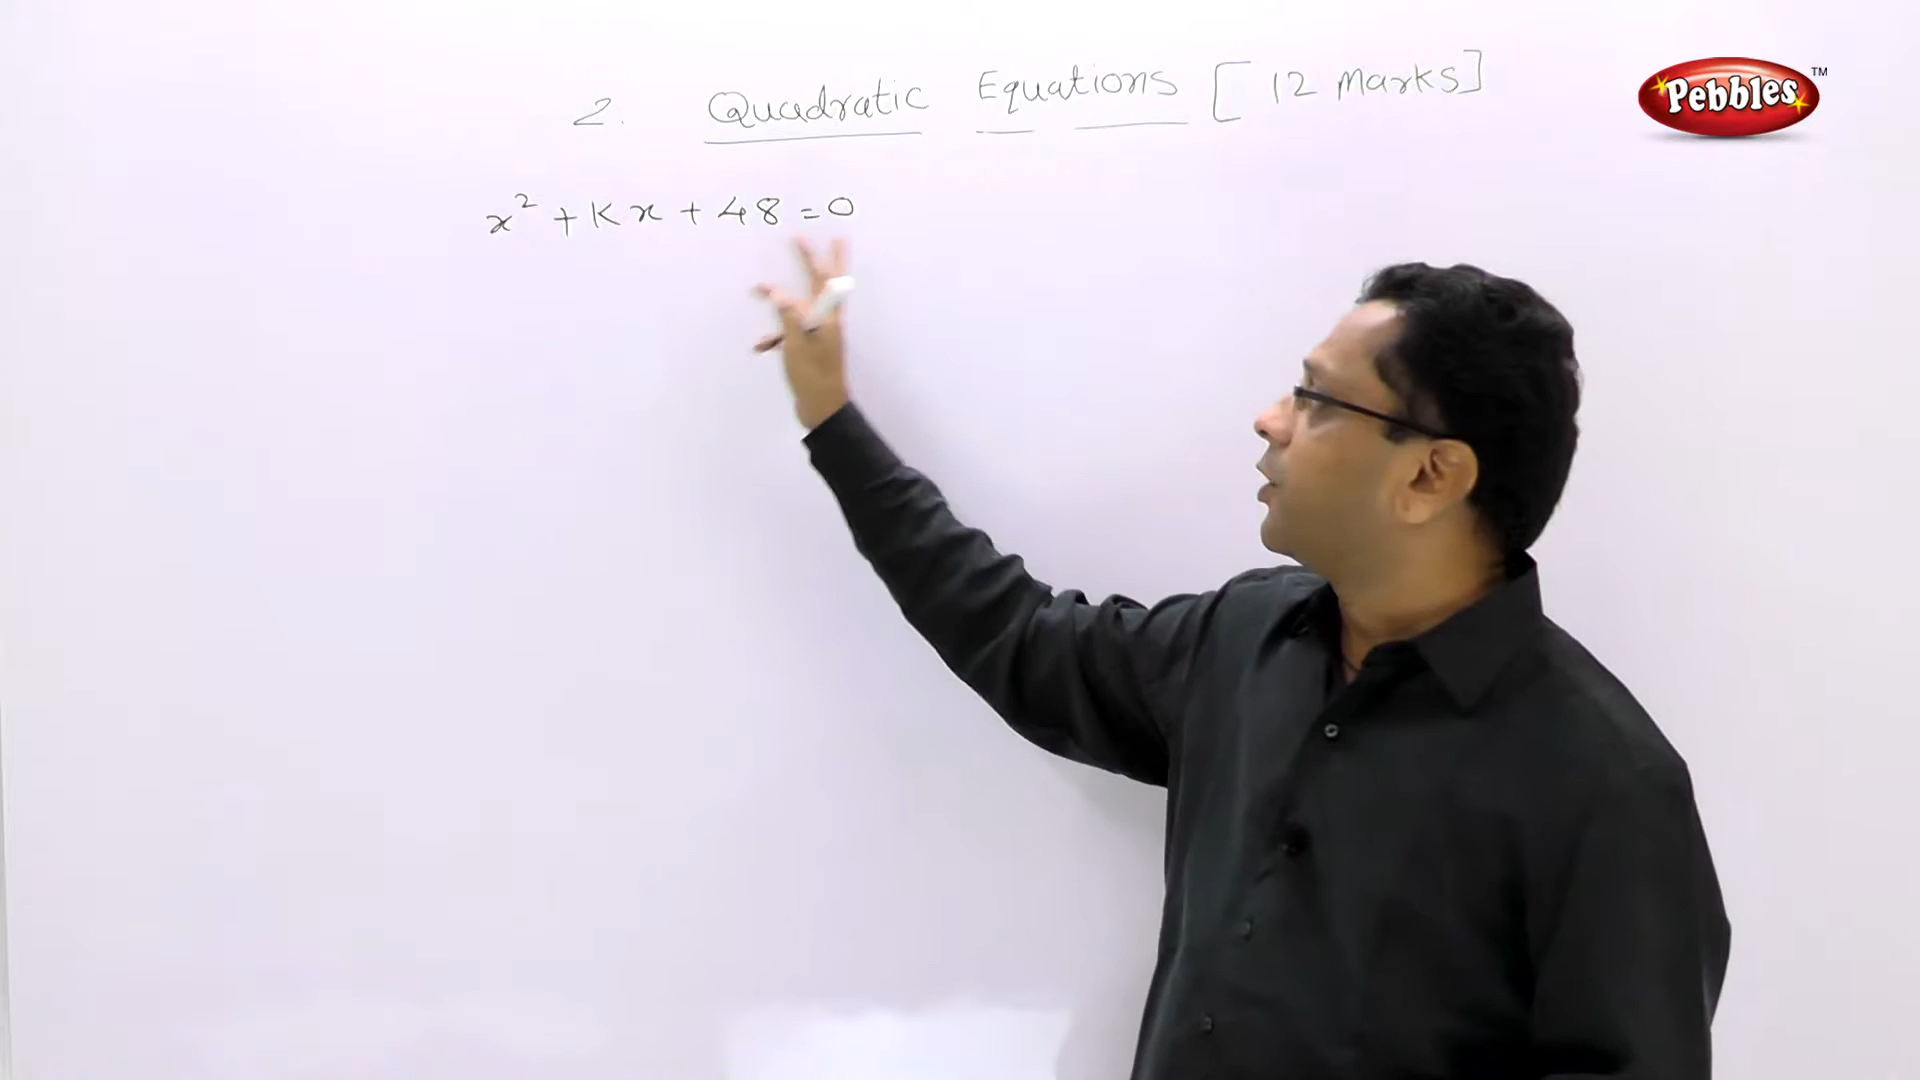 2. Quadratic Equations [12 Marks]
Pebbles™
x² + Kx + 48 = 0